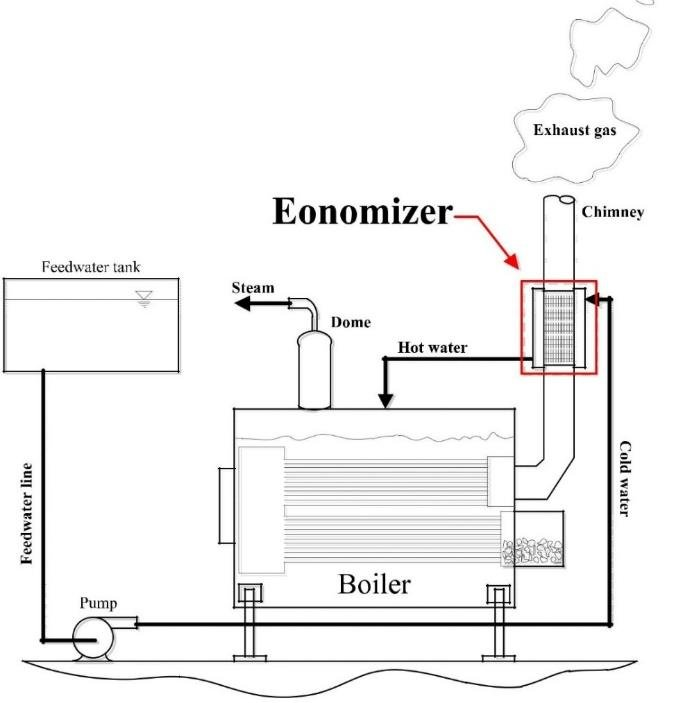 Exhaust gas
Eonomizer
Chimney
Feedwater tank
Steam
Dome
Hot water
Feedwater line
Cold water
Boiler
Pump